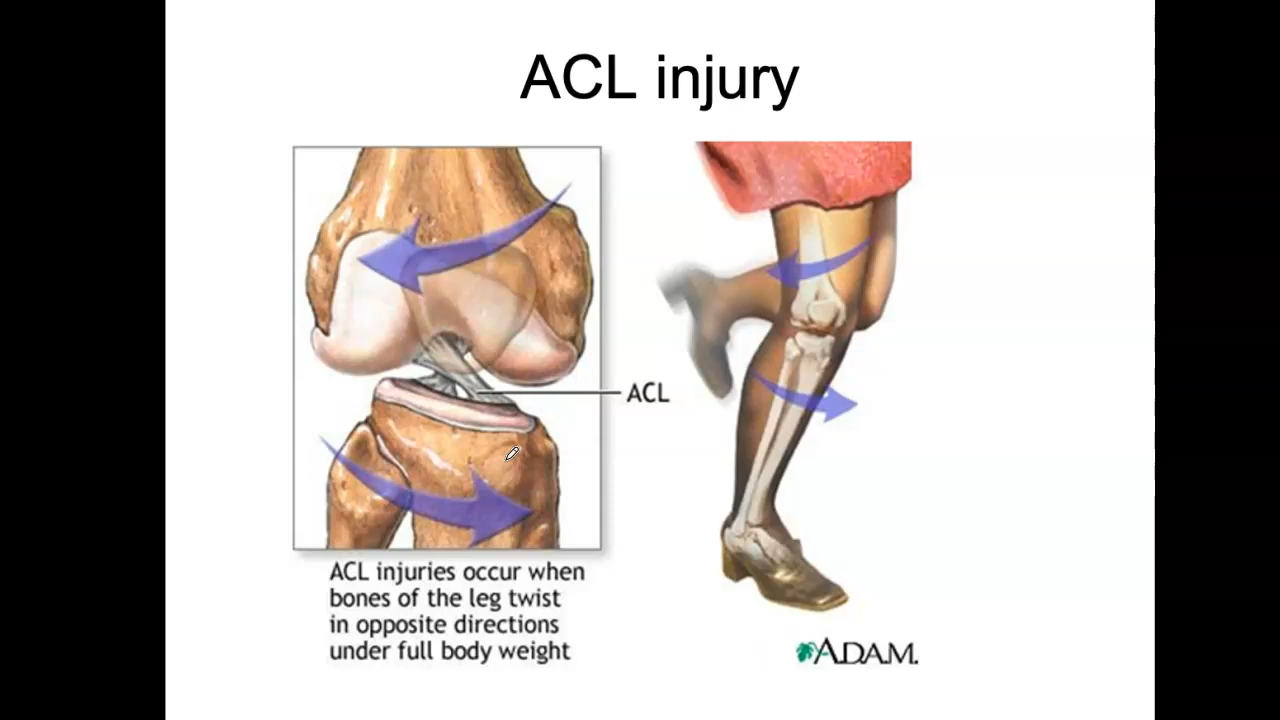 ACL injury
ACL
ACL injuries occur when
bones of the leg twist
in opposite directions
under full body weight
A.D.A.M.